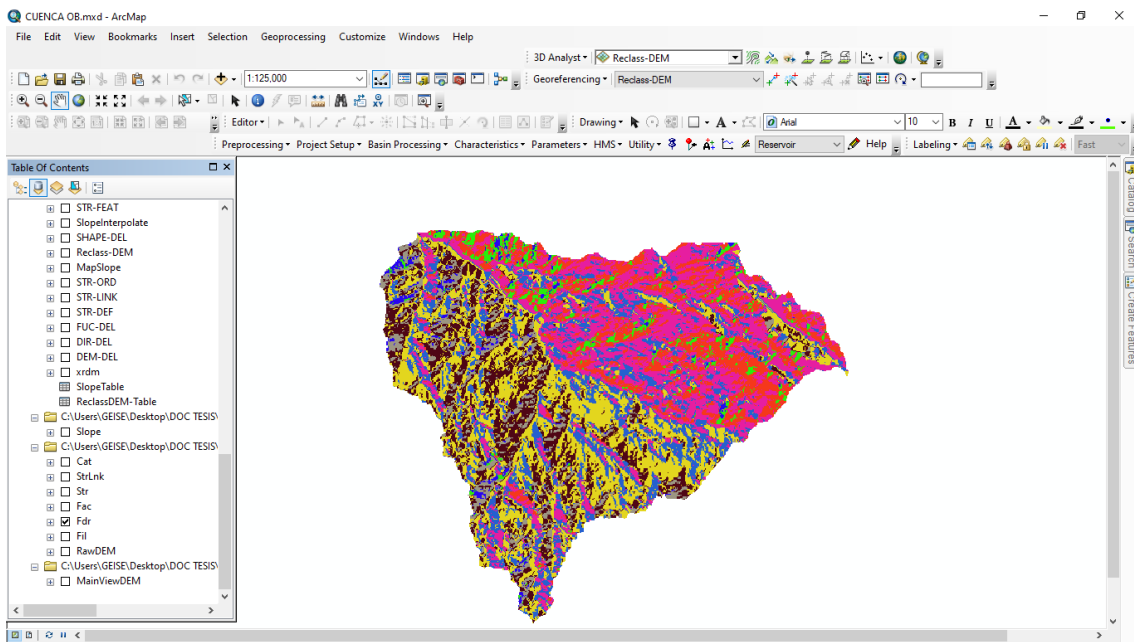 CUENCA OB.mxd - ArcMap
File Edit View Bookmarks Insert Selection Geoprocessing Customize Windows Help
3D Analyst Reclass-DEM
1:125,000 Georeferencing Reclass-DEM
Editor Drawing Arial 10 B I U A
Preprocessing Project Setup Basin Processing Characteristics Parameters HMS Utility Reservoir Help Labeling Fast
Table Of Contents
STR-FEAT
SlopeInterpolate
SHAPE-DEL
Reclass-DEM
MapSlope
STR-ORD
STR-LINK
STR-DEF
FUC-DEL
DIR-DEL
DEM-DEL
xrdm
SlopeTable
ReclassDEM-Table
C:\Users\GEISE\Desktop\DOC TESIS\
Slope
C:\Users\GEISE\Desktop\DOC TESIS\
Cat
StrLnk
Str
Fac
Fdr
Fil
RawDEM
C:\Users\GEISE\Desktop\DOC TESIS\
MainViewDEM
Catalog
Search
Create Features